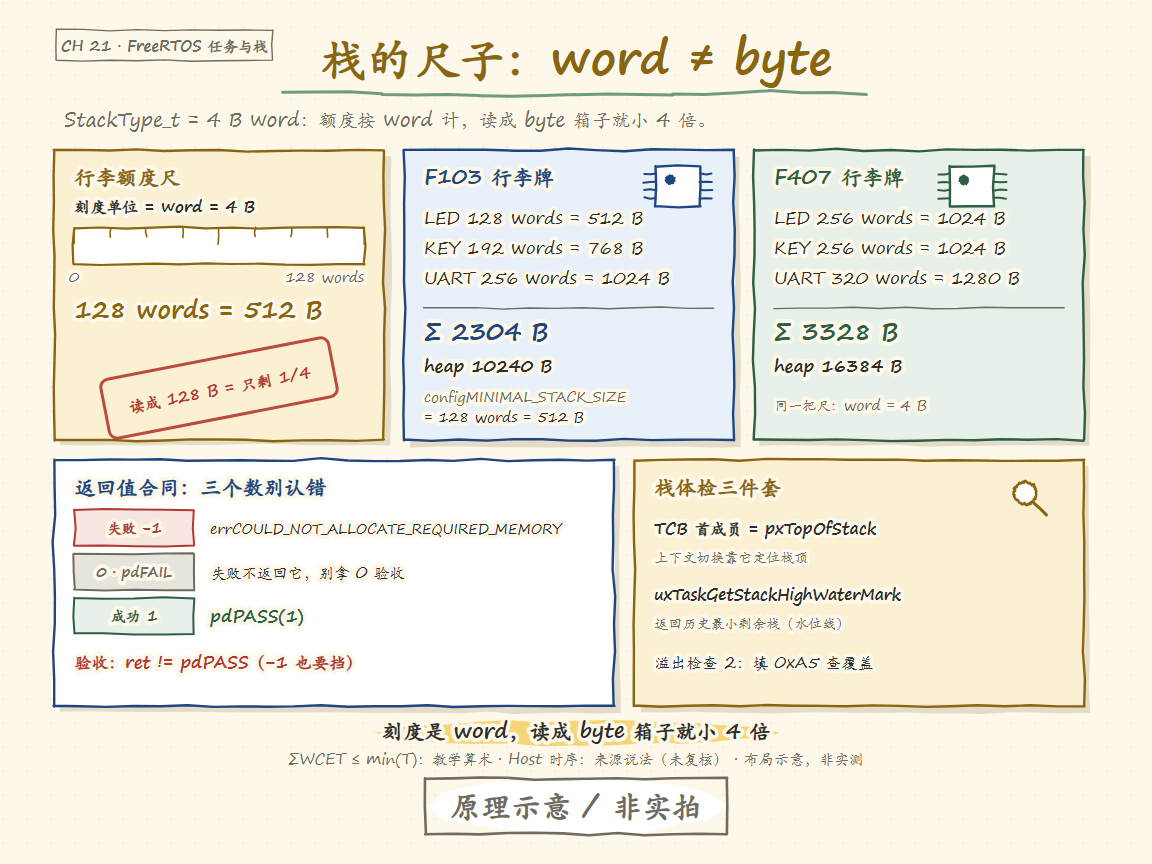 CH 21 · FreeRTOS 任务与栈
栈的尺子：word ≠ byte
StackType_t = 4 B word：额度按 word 计，读成 byte 箱子就小 4 倍。
行李额度尺
刻度单位 = word = 4 B
0
128 words
128 words = 512 B
读成 128 B = 只剩 1/4
F103 行李牌
LED 128 words = 512 B
KEY 192 words = 768 B
UART 256 words = 1024 B
Σ 2304 B
heap 10240 B
configMINIMAL_STACK_SIZE
= 128 words = 512 B
F407 行李牌
LED 256 words = 1024 B
KEY 256 words = 1024 B
UART 320 words = 1280 B
Σ 3328 B
heap 16384 B
同一把尺：word = 4 B
返回值合同：三个数别认错
失败 -1
errCOULD_NOT_ALLOCATE_REQUIRED_MEMORY
0 · pdFAIL
失败不返回它，别拿 0 验收
成功 1
pdPASS(1)
验收：ret != pdPASS（-1 也要挡）
栈体检三件套
TCB 首成员 = pxTopOfStack
上下文切换靠它定位栈顶
uxTaskGetStackHighWaterMark
返回历史最小剩余栈（水位线）
溢出检查 2：填 0xA5 查覆盖
刻度是 word，读成 byte 箱子就小 4 倍
ΣWCET ≤ min(T)：教学算术 · Host 时序：来源说法（未复核） · 布局示意，非实测
原理示意 / 非实拍